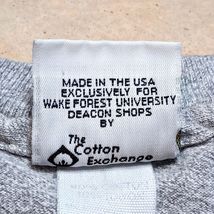 MADE IN THE USA
EXCLUSIVELY FOR
WAKE FOREST UNIVERSITY
DEACON SHOPS
BY
The
Cotton
Exchange